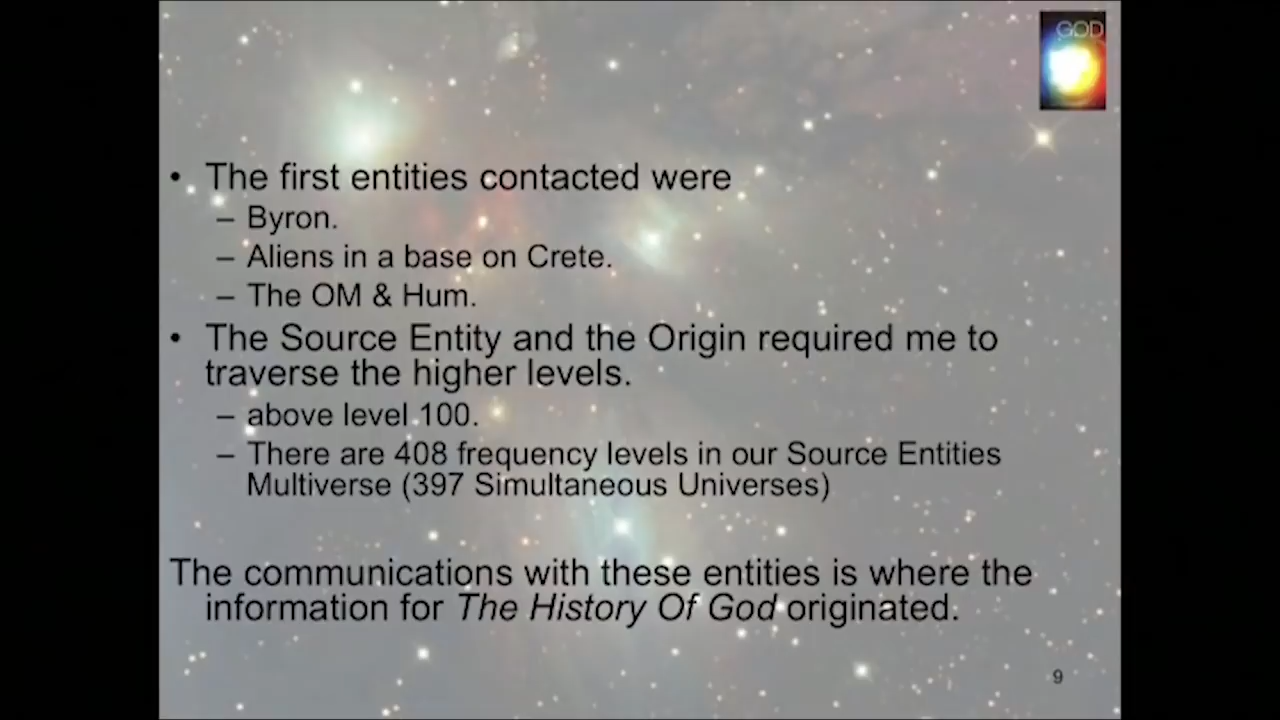 GOD
• The first entities contacted were
– Byron.
– Aliens in a base on Crete.
– The OM & Hum.
• The Source Entity and the Origin required me to
traverse the higher levels.
– above level 100.
– There are 408 frequency levels in our Source Entities
Multiverse (397 Simultaneous Universes)
The communications with these entities is where the
information for The History Of God originated.
9